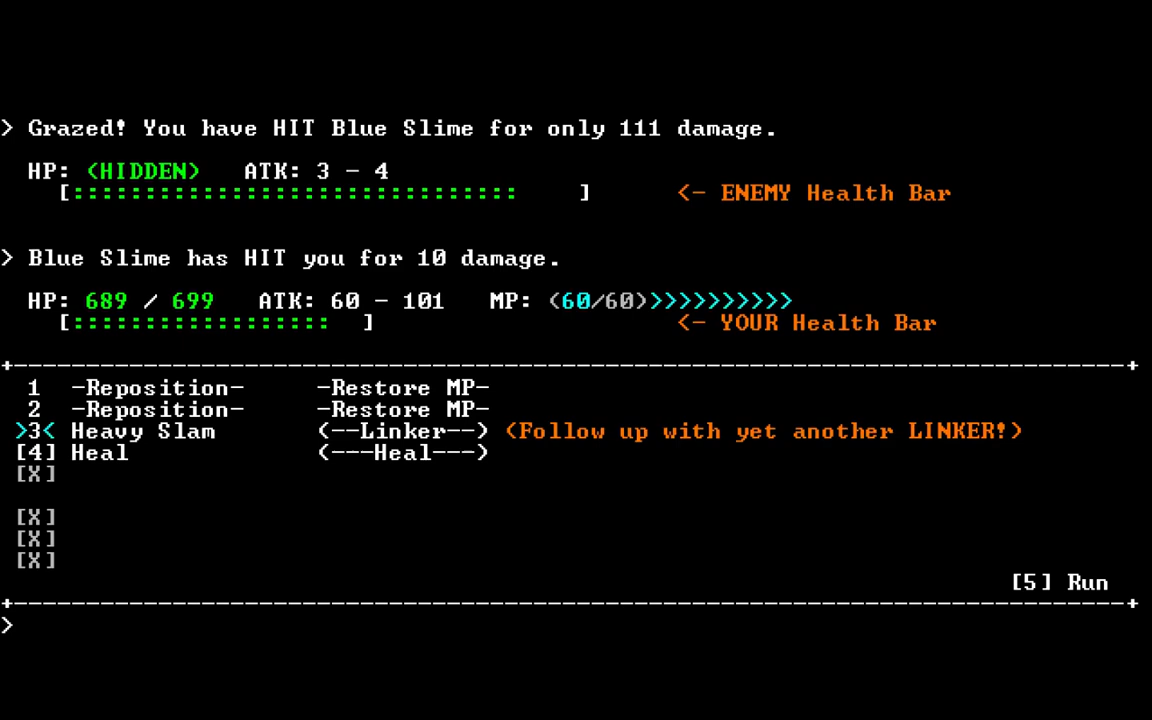 > Grazed! You have HIT Blue Slime for only 111 damage.
HP: (HIDDEN) ATK: 3 - 4
[:::::::::::::::::::::::::::::::     ] <- ENEMY Health Bar
> Blue Slime has HIT you for 10 damage.
HP: 689 / 699 ATK: 60 - 101 MP: (60/60)>>>>>>>>>>
[::::::::::::::::::  ] <- YOUR Health Bar
+------------------------------------------------------------------------------+
1 -Reposition- -Restore MP-
2 -Reposition- -Restore MP-
>3< Heavy Slam (--Linker--) (Follow up with yet another LINKER!)
[4] Heal (---Heal---)
[X]
[X]
[X]
[X]
[5] Run
+------------------------------------------------------------------------------+
>